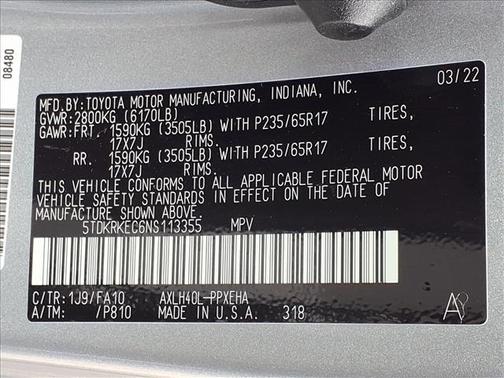 08480
MFD.BY:TOYOTA MOTOR MANUFACTURING, INDIANA, INC. 03/22
GVWR: 2800KG (6170LB)
GAWR:FRT. 1590KG (3505LB) WITH P235/65R17 TIRES,
17X7J RIMS.
RR. 1590KG (3505LB) WITH P235/65R17 TIRES,
17X7J RIMS.
THIS VEHICLE CONFORMS TO ALL APPLICABLE FEDERAL MOTOR
VEHICLE SAFETY STANDARDS IN EFFECT ON THE DATE OF
MANUFACTURE SHOWN ABOVE.
5TDKRKEC6NS113355 MPV
C/TR: 1J9/FA10 AXLH40L-PPXEHA
A/TM: /P810 MADE IN U.S.A. 318